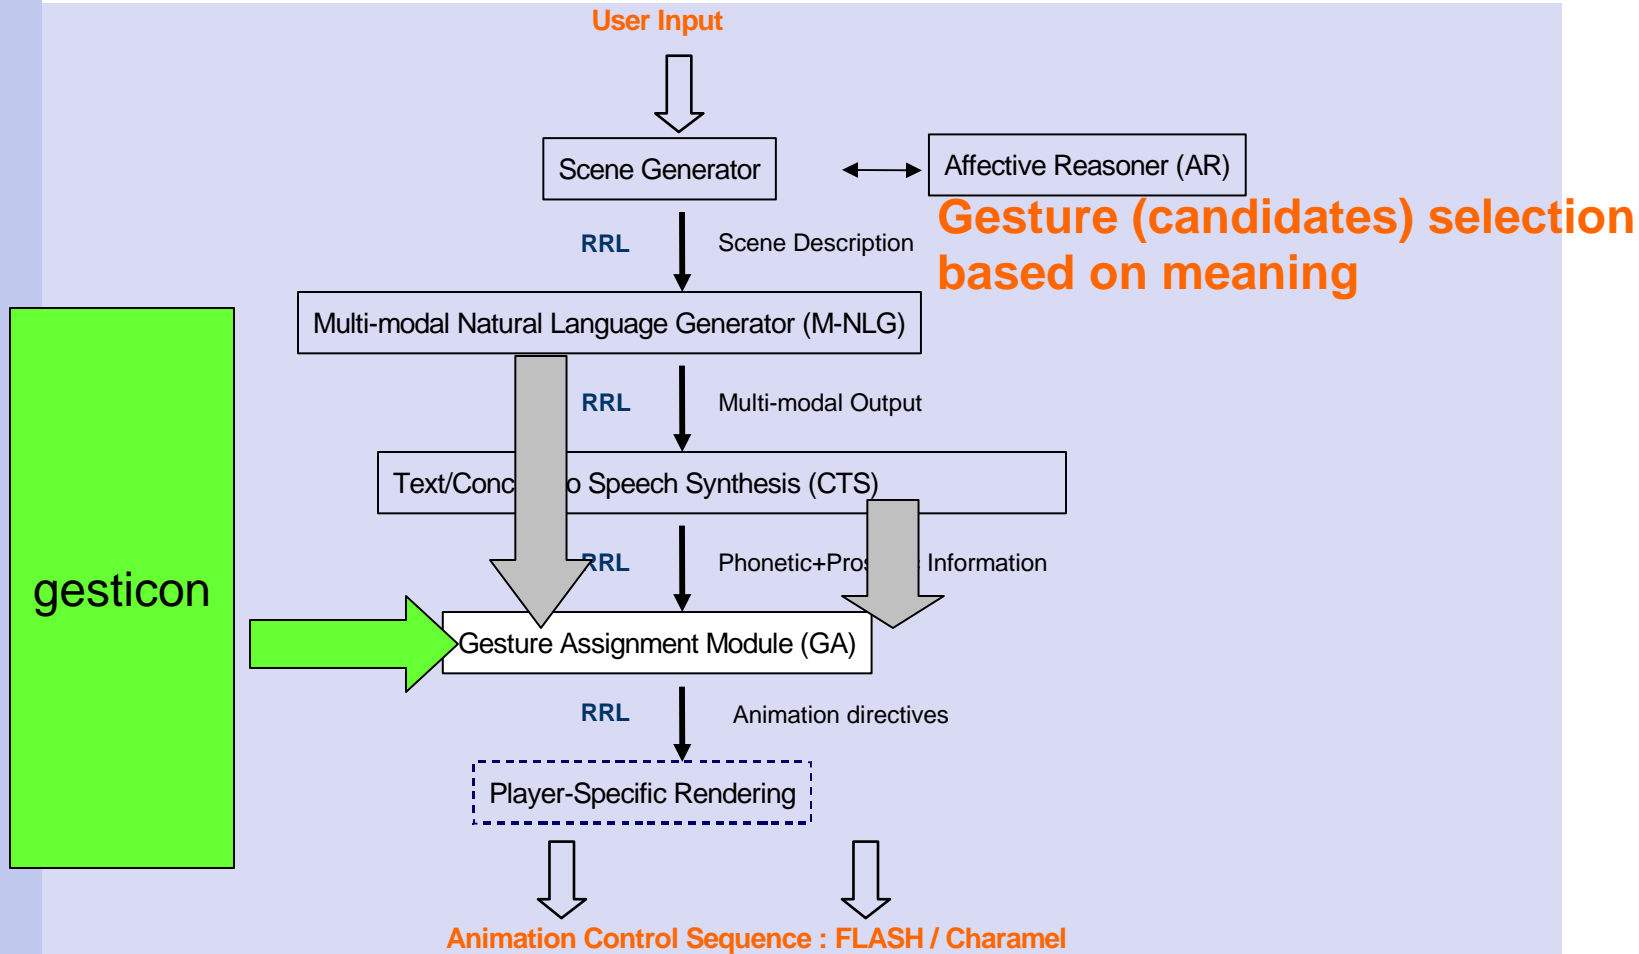 User Input
Scene Generator
Affective Reasoner (AR)
Gesture (candidates) selection
based on meaning
RRL
Scene Description
Multi-modal Natural Language Generator (M-NLG)
RRL
Multi-modal Output
Text/Conc o Speech Synthesis (CTS)
RRL
Phonetic+Pros Information
gesticon
Gesture Assignment Module (GA)
RRL
Animation directives
Player-Specific Rendering
Animation Control Sequence : FLASH / Charamel